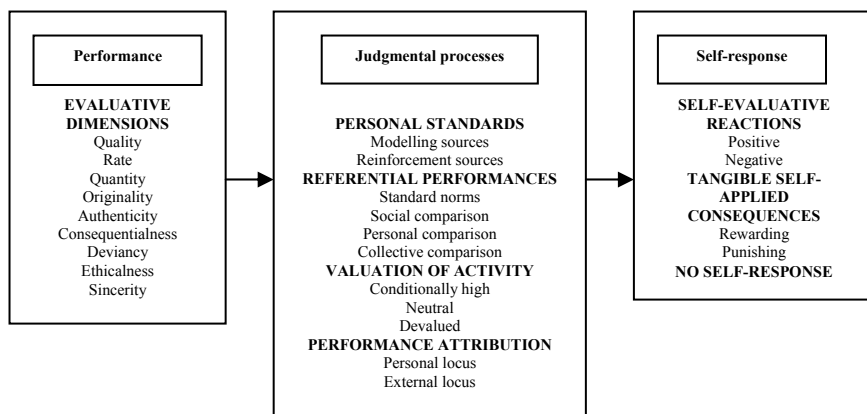 Performance
EVALUATIVE
DIMENSIONS
Quality
Rate
Quantity
Originality
Authenticity
Consequentialness
Deviancy
Ethicalness
Sincerity
Judgmental processes
PERSONAL STANDARDS
Modelling sources
Reinforcement sources
REFERENTIAL PERFORMANCES
Standard norms
Social comparison
Personal comparison
Collective comparison
VALUATION OF ACTIVITY
Conditionally high
Neutral
Devalued
PERFORMANCE ATTRIBUTION
Personal locus
External locus
Self-response
SELF-EVALUATIVE
REACTIONS
Positive
Negative
TANGIBLE SELF-
APPLIED
CONSEQUENCES
Rewarding
Punishing
NO SELF-RESPONSE